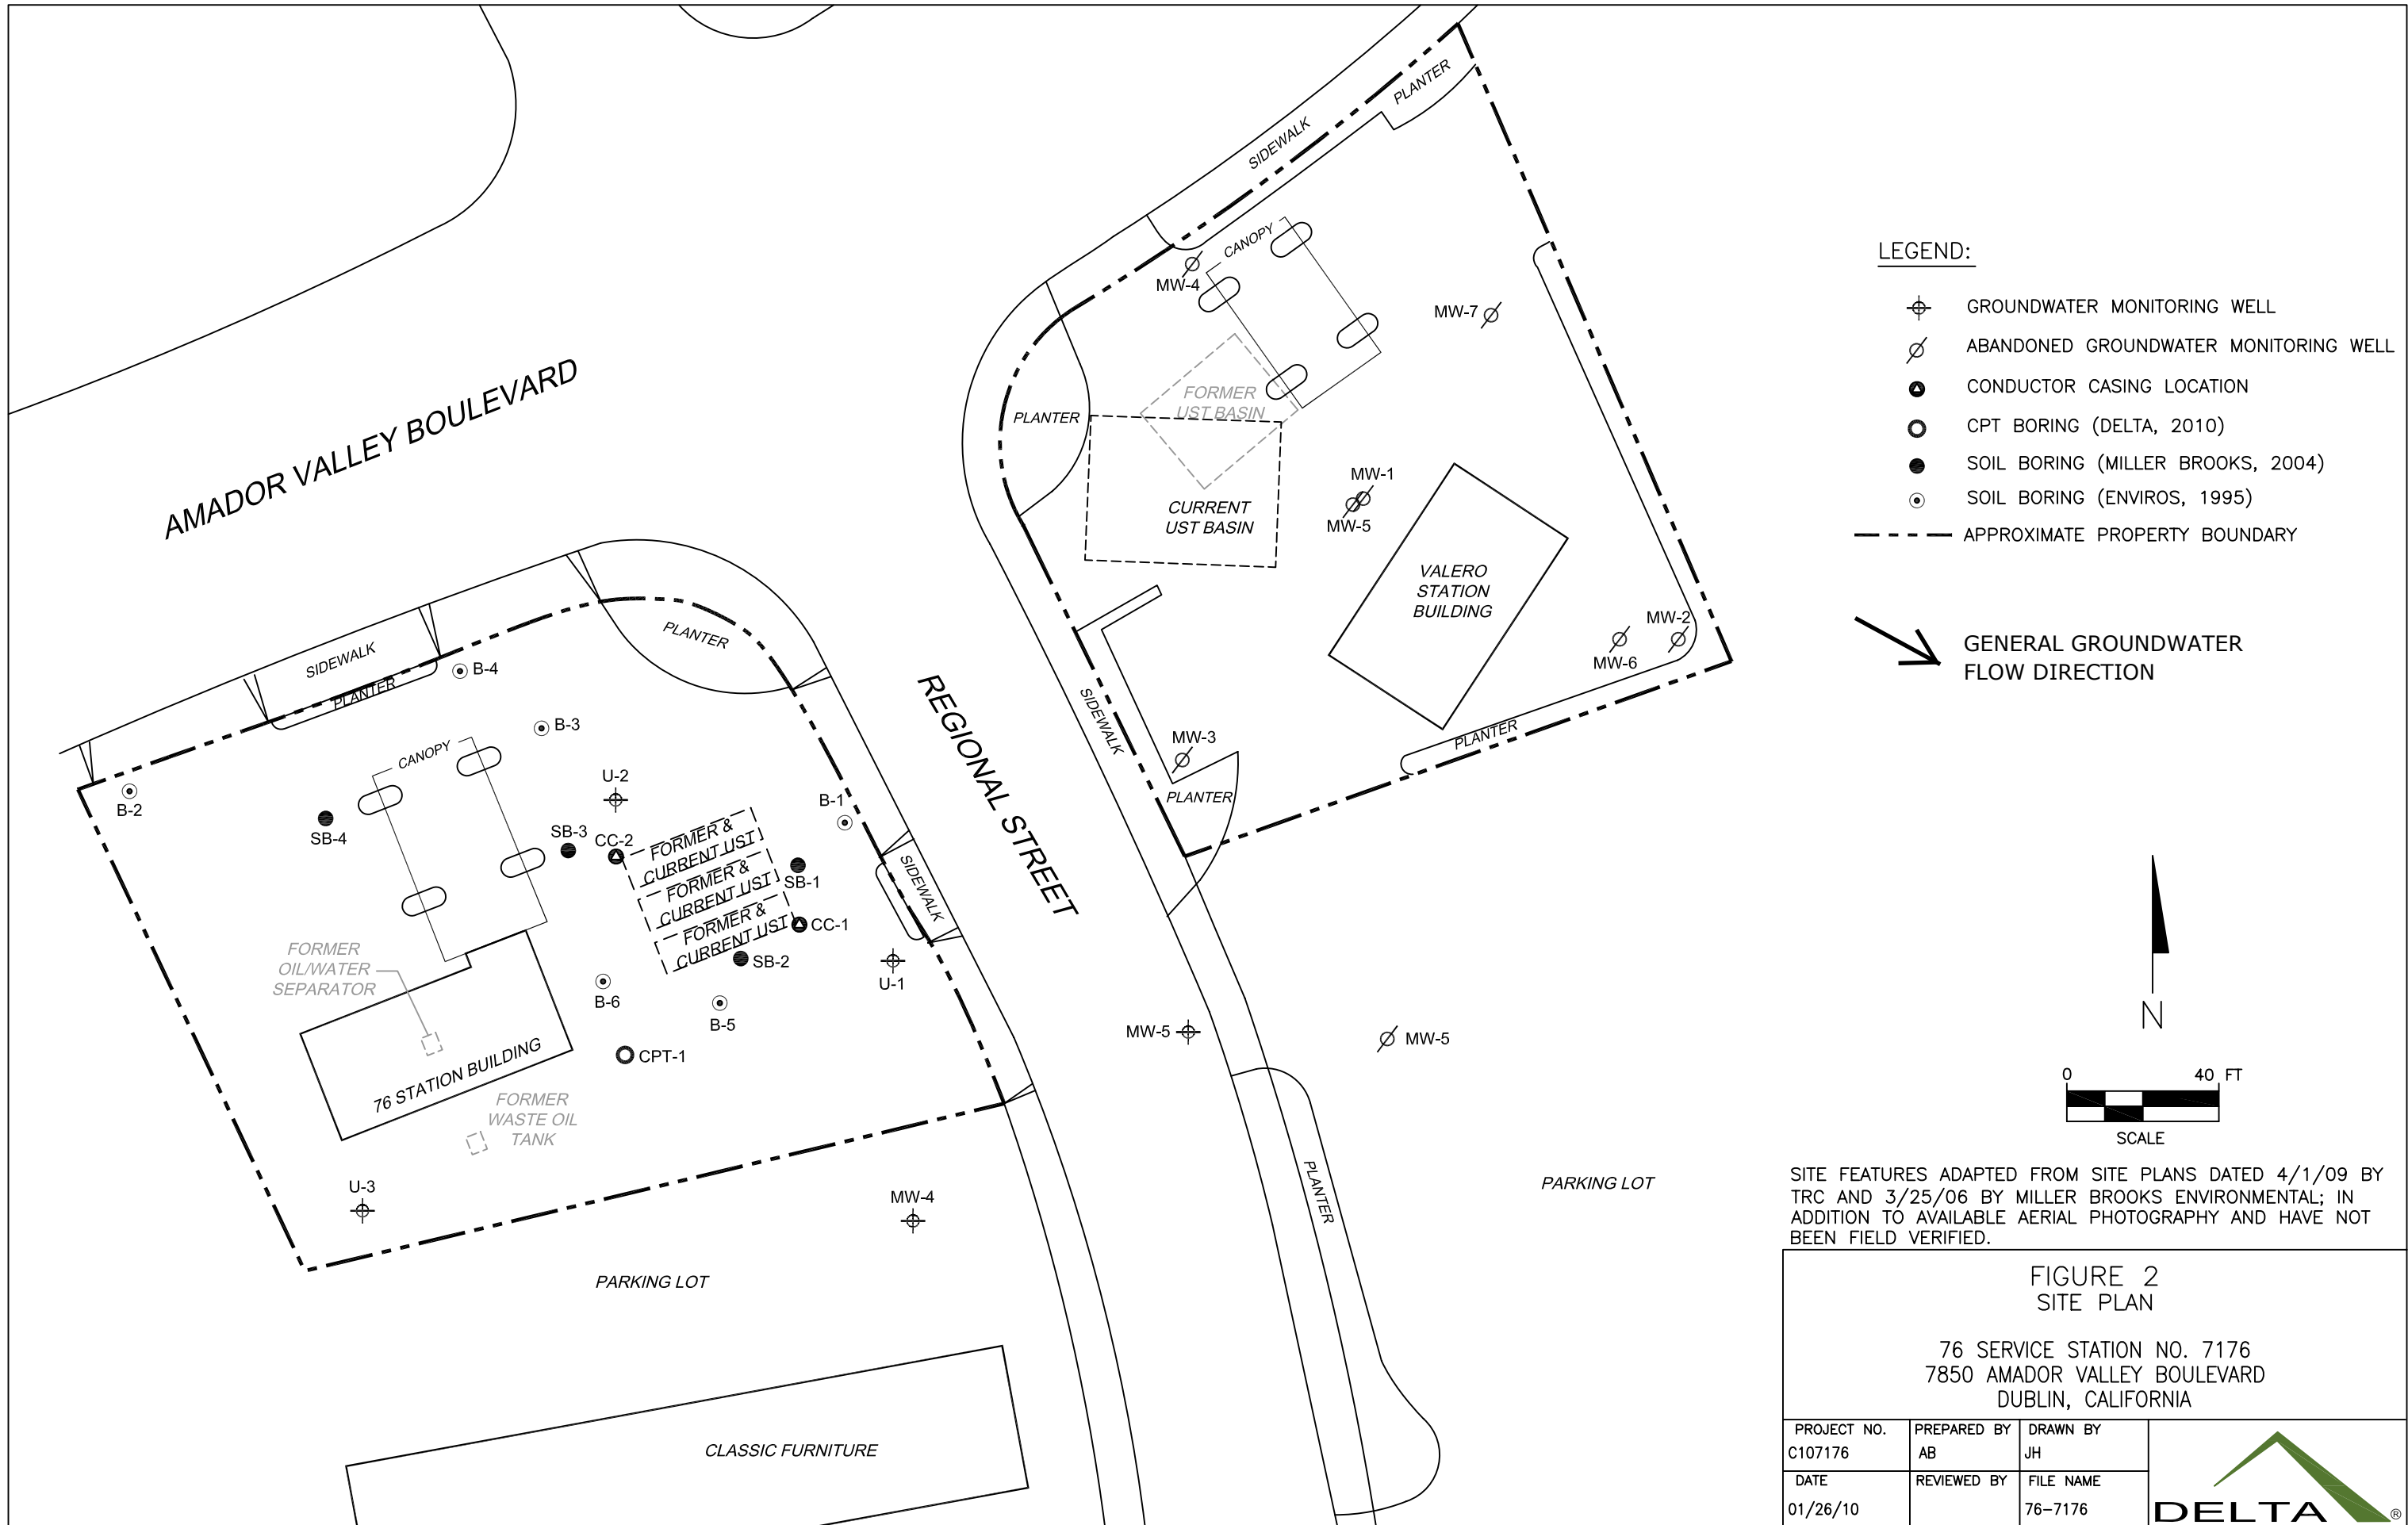 AMADOR VALLEY BOULEVARD
REGIONAL STREET
SIDEWALK
PLANTER
CANOPY
MW-4
MW-7
FORMER
UST BASIN
PLANTER
CURRENT
UST BASIN
MW-1
MW-5
VALERO
STATION
BUILDING
MW-2
MW-6
SIDEWALK
MW-3
PLANTER
PLANTER
SIDEWALK
PLANTER
PLANTER
B-4
B-3
CANOPY
B-2
SB-4
U-2
SB-3
CC-2
B-1
FORMER &
CURRENT UST
FORMER &
CURRENT UST
FORMER &
CURRENT UST
SB-1
CC-1
SB-2
SIDEWALK
U-1
FORMER
OIL/WATER
SEPARATOR
B-6
B-5
CPT-1
76 STATION BUILDING
FORMER
WASTE OIL
TANK
U-3
MW-4
MW-5
MW-5
PLANTER
PARKING LOT
PARKING LOT
CLASSIC FURNITURE
LEGEND:
GROUNDWATER MONITORING WELL
ABANDONED GROUNDWATER MONITORING WELL
CONDUCTOR CASING LOCATION
CPT BORING (DELTA, 2010)
SOIL BORING (MILLER BROOKS, 2004)
SOIL BORING (ENVIROS, 1995)
APPROXIMATE PROPERTY BOUNDARY
GENERAL GROUNDWATER
FLOW DIRECTION
N
0 40 FT
SCALE
SITE FEATURES ADAPTED FROM SITE PLANS DATED 4/1/09 BY
TRC AND 3/25/06 BY MILLER BROOKS ENVIRONMENTAL; IN
ADDITION TO AVAILABLE AERIAL PHOTOGRAPHY AND HAVE NOT
BEEN FIELD VERIFIED.
FIGURE 2
SITE PLAN
76 SERVICE STATION NO. 7176
7850 AMADOR VALLEY BOULEVARD
DUBLIN, CALIFORNIA
PROJECT NO.
C107176
PREPARED BY
AB
DRAWN BY
JH
DATE
01/26/10
REVIEWED BY
FILE NAME
76-7176
DELTA ®